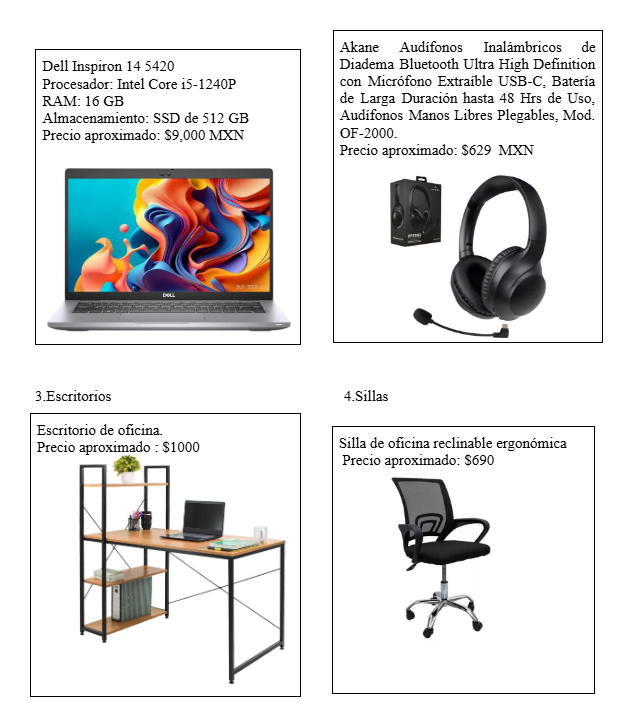 Dell Inspiron 14 5420
Procesador: Intel Core i5-1240P
RAM: 16 GB
Almacenamiento: SSD de 512 GB
Precio aproximado: $9,000 MXN
DELL
Akane Audífonos Inalámbricos de
Diadema Bluetooth Ultra High Definition
con Micrófono Extraíble USB-C, Batería
de Larga Duración hasta 48 Hrs de Uso,
Audífonos Manos Libres Plegables, Mod.
OF-2000.
Precio aproximado: $629 MXN
3.Escritorios
Escritorio de oficina.
Precio aproximado : $1000
4.Sillas
Silla de oficina reclinable ergonómica
Precio aproximado: $690